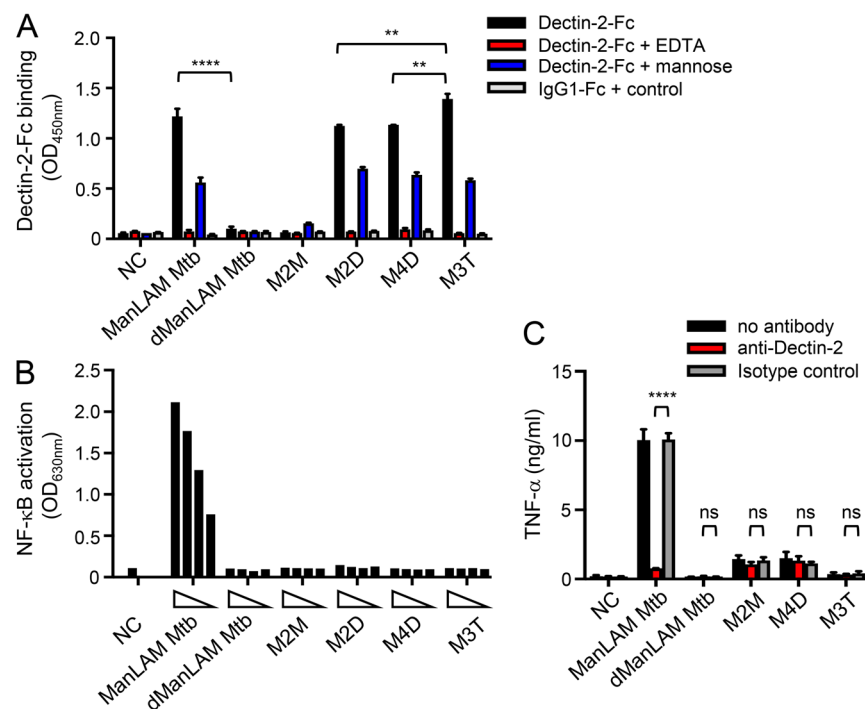 A
Dectin-2-Fc
Dectin-2-Fc + EDTA
Dectin-2-Fc + mannose
IgG1-Fc + control
Dectin-2-Fc binding
(OD450nm)
2.0
1.5
1.0
0.5
0
****
**
**
NC
ManLAM Mtb
dManLAM Mtb
M2M
M2D
M4D
M3T
B
NF-κB activation
(OD630nm)
2.5
2.0
1.5
1.0
0.5
0
NC
ManLAM Mtb
dManLAM Mtb
M2M
M2D
M4D
M3T
C
no antibody
anti-Dectin-2
Isotype control
TNF-α (ng/ml)
15
10
5
0
****
ns
ns
ns
ns
NC
ManLAM Mtb
dManLAM Mtb
M2M
M4D
M3T